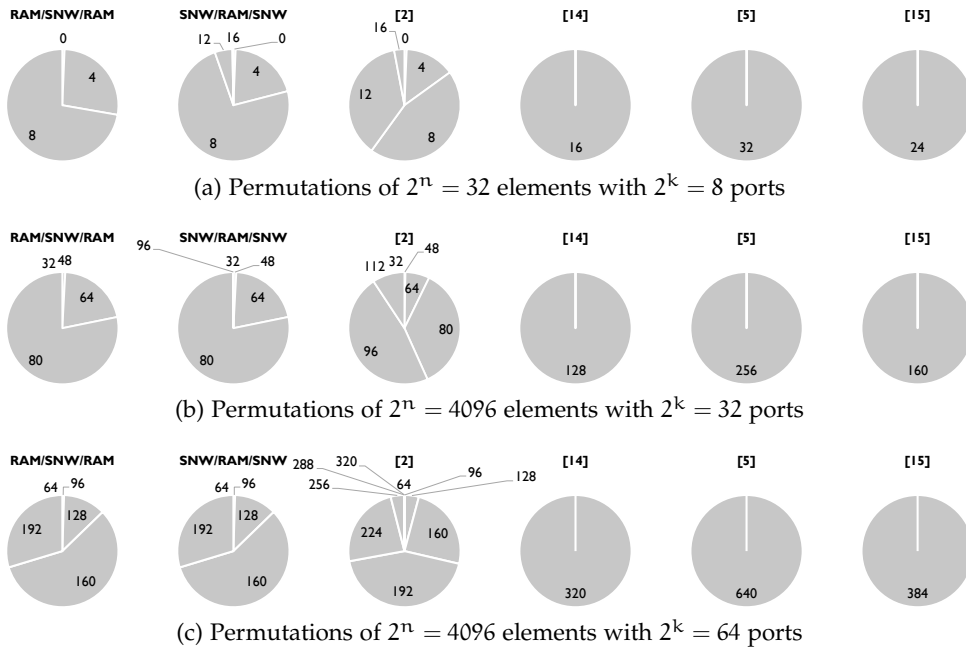 RAM/SNW/RAM SNW/RAM/SNW [2] [14] [5] [15]
0 12 16 0 16 0
4 4 4
12
8 8 8 16 32 24
(a) Permutations of 2ⁿ = 32 elements with 2ᵏ = 8 ports
RAM/SNW/RAM SNW/RAM/SNW [2] [14] [5] [15]
32 48 96 32 48 112 32 48
64 64 64
80 80 96 80 128 256 160
(b) Permutations of 2ⁿ = 4096 elements with 2ᵏ = 32 ports
RAM/SNW/RAM SNW/RAM/SNW [2] [14] [5] [15]
64 96 64 96 256 288 320 64 96 128
192 128 192 128 224 160
160 160 192 320 640 384
(c) Permutations of 2ⁿ = 4096 elements with 2ᵏ = 64 ports